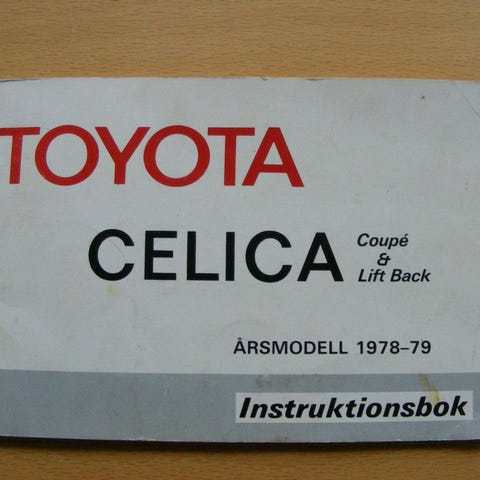 TOYOTA
CELICA
Coupé
&
Lift Back
ÅRSMODELL 1978–79
Instruktionsbok